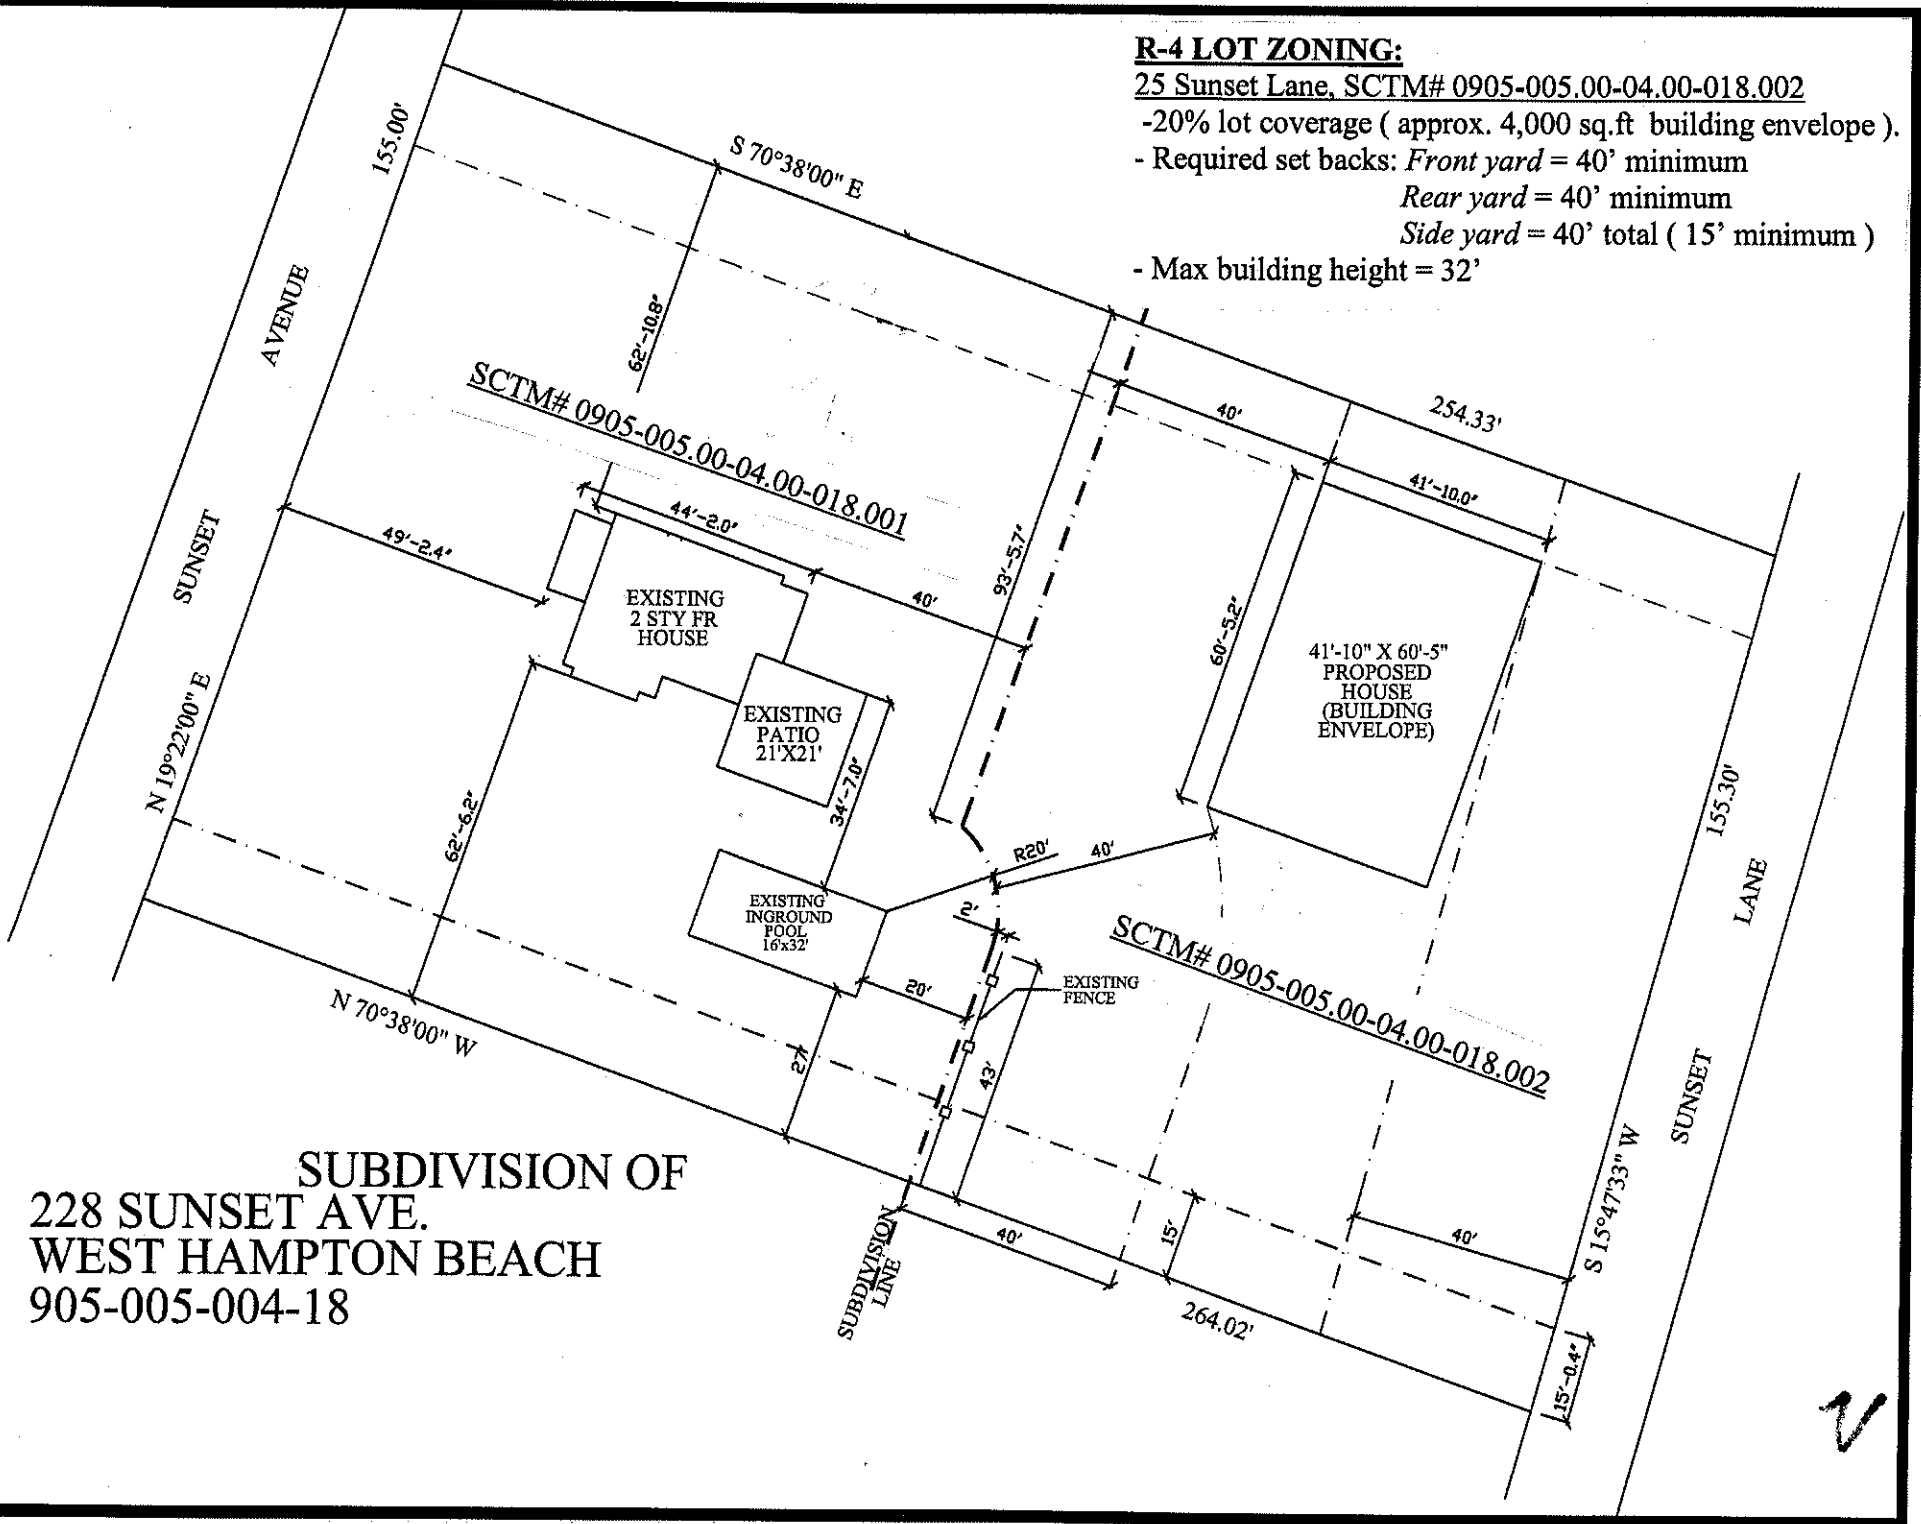 R-4 LOT ZONING:
25 Sunset Lane, SCTM# 0905-005.00-04.00-018.002
-20% lot coverage ( approx. 4,000 sq.ft building envelope ).
- Required set backs: Front yard = 40’ minimum
Rear yard = 40’ minimum
Side yard = 40’ total ( 15’ minimum )
- Max building height = 32’
155.00'
S 70°38'00" E
AVENUE
62'-10.8"
SCTM# 0905-005.00-04.00-018.001
40'
254.33'
41'-10.0"
44'-2.0"
49'-2.4"
SUNSET
93'-5.7"
40'
EXISTING
2 STY FR
HOUSE
60'-5.2"
41'-10" X 60'-5"
PROPOSED
HOUSE
(BUILDING
ENVELOPE)
N 19°22'00" E
EXISTING
PATIO
21'X21'
34'-7.0"
62'-6.2"
155.30'
R20'
40'
LANE
EXISTING
INGROUND
POOL
16'x32'
2'
20'
EXISTING
FENCE
SCTM# 0905-005.00-04.00-018.002
N 70°38'00" W
27'
43'
SUNSET
S 15°47'33" W
SUBDIVISION OF
228 SUNSET AVE.
WEST HAMPTON BEACH
905-005-004-18
SUBDIVISION
LINE
40'
15'
40'
264.02'
15'-0.4"